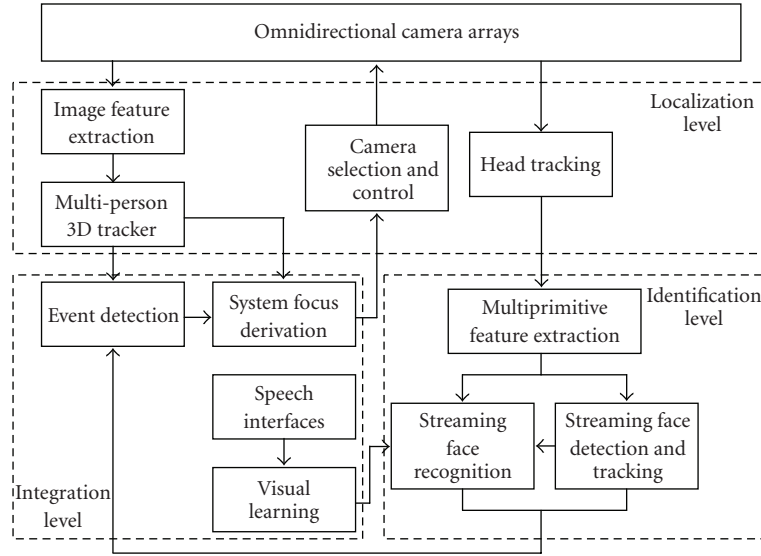 Omnidirectional camera arrays
Localization
level
Image feature
extraction
Camera
selection and
control
Head tracking
Multi-person
3D tracker
Event detection
System focus
derivation
Multiprimitive
feature extraction
Identification
level
Speech
interfaces
Streaming
face
recognition
Streaming face
detection and
tracking
Visual
learning
Integration
level